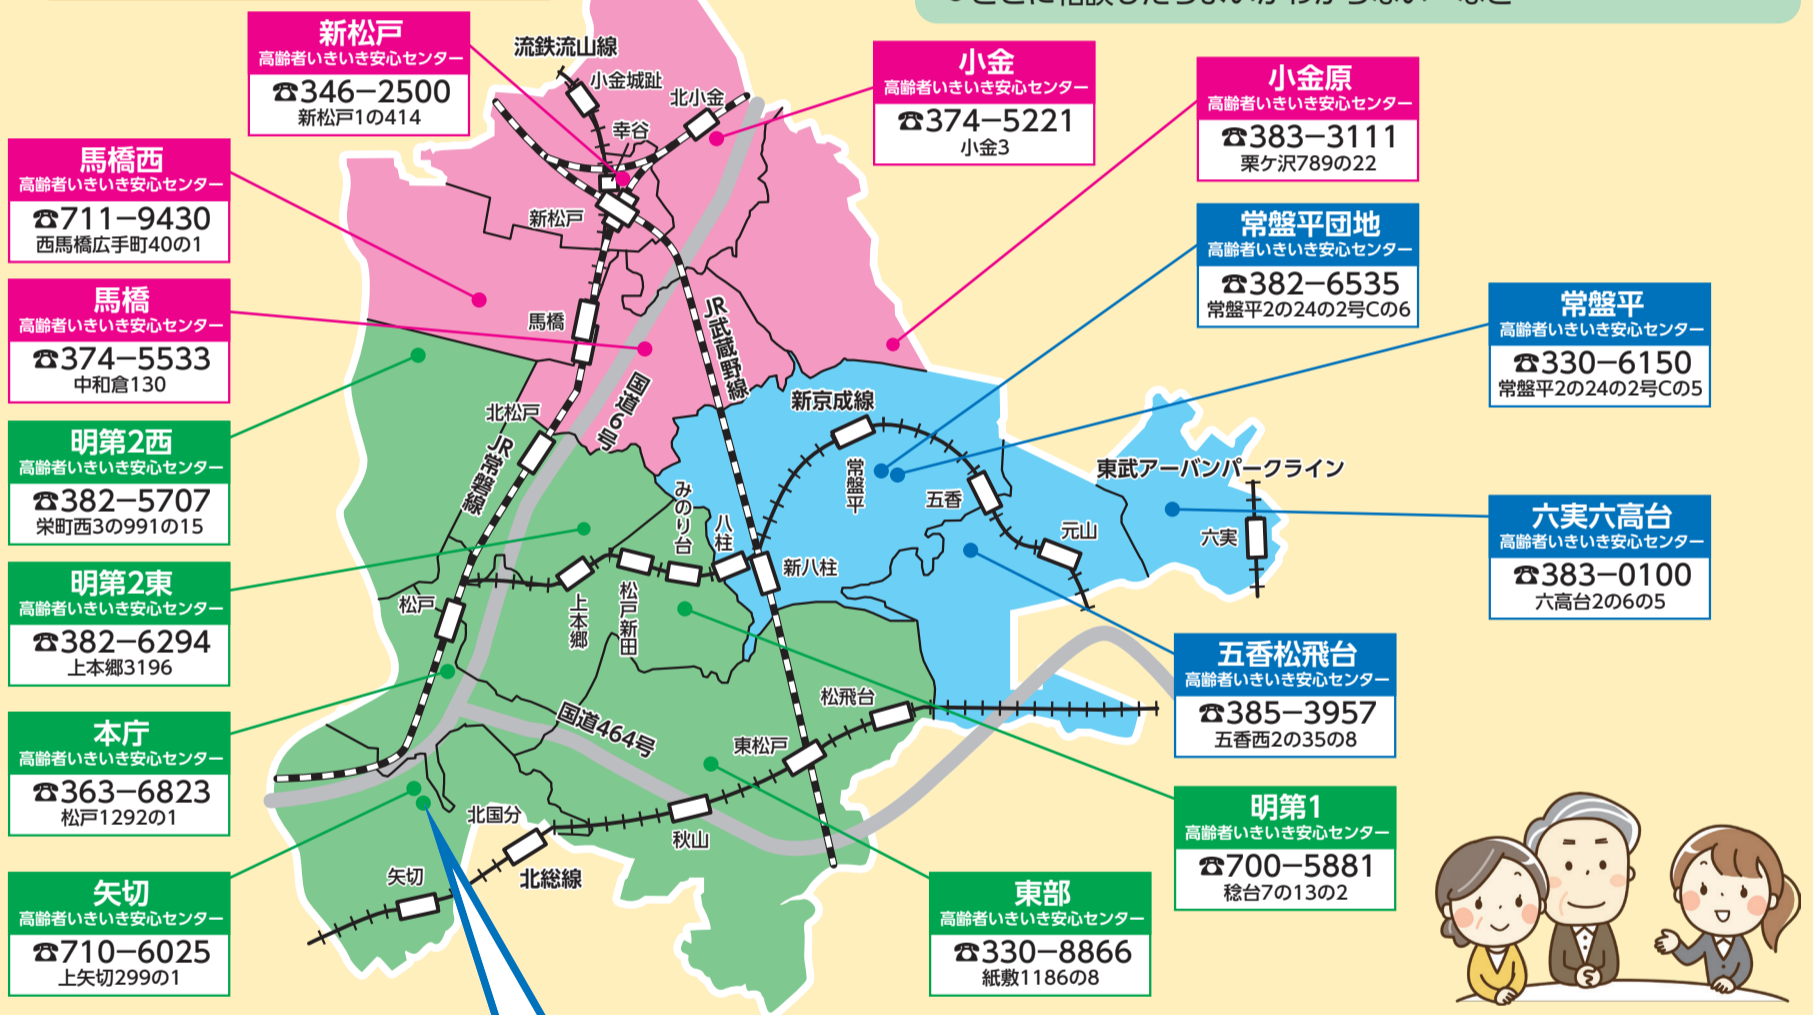 ●どこに相談したらよいかわからない など
新松戸
高齢者いきいき安心センター
☎346−2500
新松戸1の414
小金
高齢者いきいき安心センター
☎374−5221
小金3
小金原
高齢者いきいき安心センター
☎383−3111
栗ケ沢789の22
馬橋西
高齢者いきいき安心センター
☎711−9430
西馬橋広手町40の1
常盤平団地
高齢者いきいき安心センター
☎382−6535
常盤平2の24の2号Cの6
馬橋
高齢者いきいき安心センター
☎374−5533
中和倉130
常盤平
高齢者いきいき安心センター
☎330−6150
常盤平2の24の2号Cの5
明第2西
高齢者いきいき安心センター
☎382−5707
栄町西3の991の15
六実六高台
高齢者いきいき安心センター
☎383−0100
六高台2の6の5
明第2東
高齢者いきいき安心センター
☎382−6294
上本郷3196
五香松飛台
高齢者いきいき安心センター
☎385−3957
五香西2の35の8
本庁
高齢者いきいき安心センター
☎363−6823
松戸1292の1
明第1
高齢者いきいき安心センター
☎700−5881
稔台7の13の2
矢切
高齢者いきいき安心センター
☎710−6025
上矢切299の1
東部
高齢者いきいき安心センター
☎330−8866
紙敷1186の8
流鉄流山線
小金城趾
北小金
幸谷
新松戸
馬橋
JR武蔵野線
国道6号
北松戸
JR常磐線
新京成線
常盤平
五香
元山
東武アーバンパークライン
六実
みのり台
八柱
新八柱
松戸
上本郷
松戸新田
松飛台
東松戸
国道464号
北国分
秋山
矢切
北総線